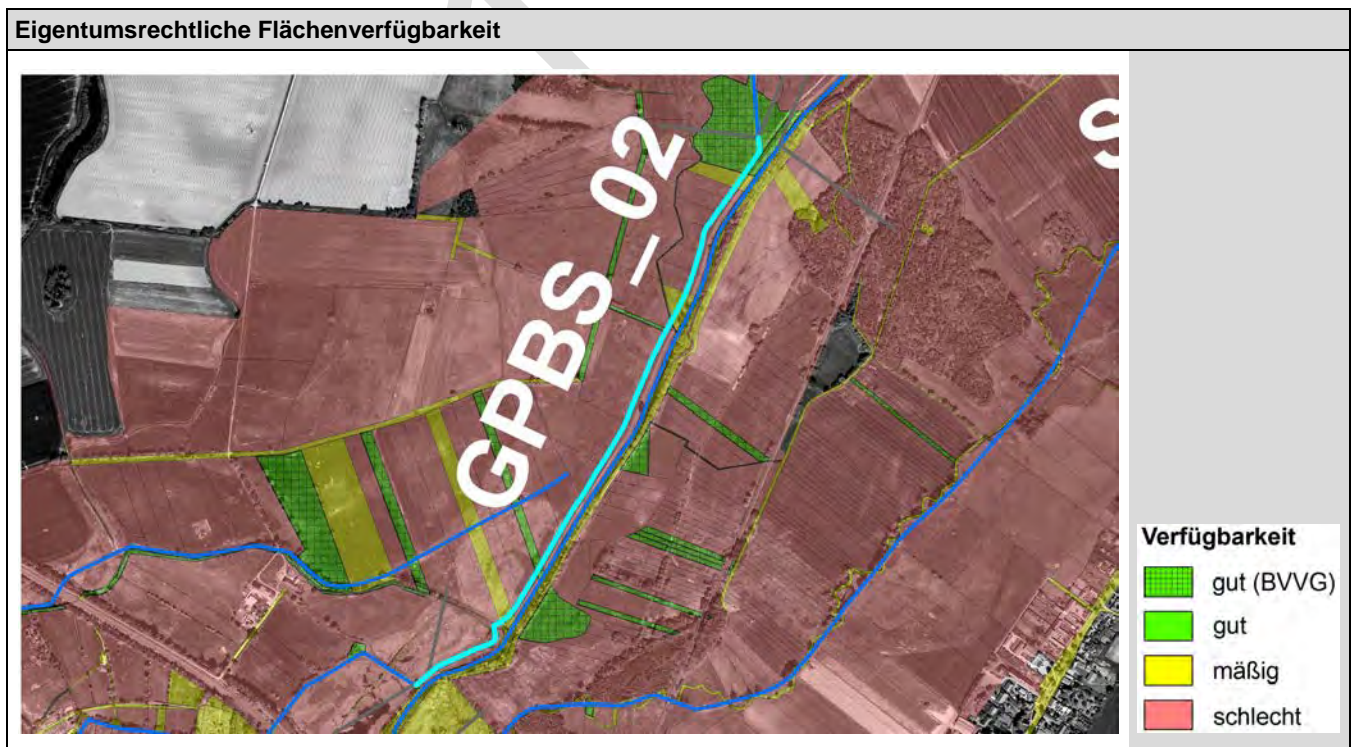 Eigentumsrechtliche Flächenverfügbarkeit
GPBS_02
S
Verfügbarkeit
gut (BVVG)
gut
mäßig
schlecht